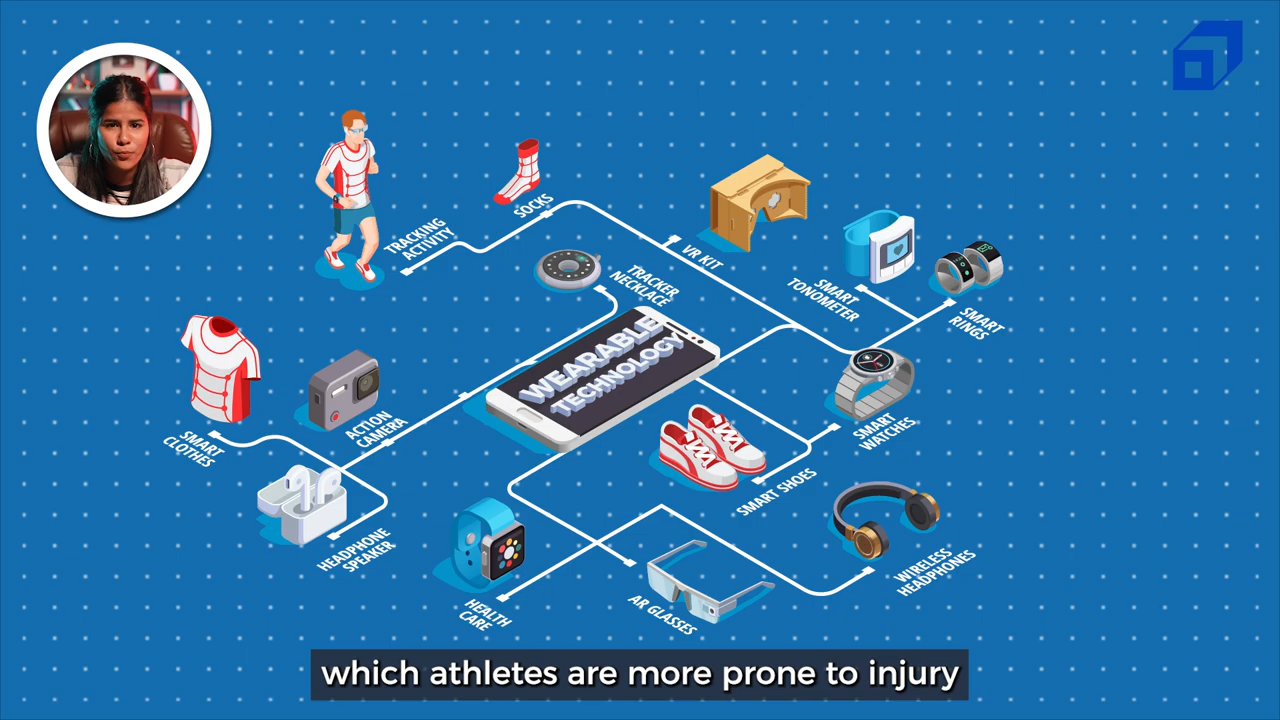 TRACKING
ACTIVITY
SOCKS
VR KIT
TRACKER
NECKLACE
SMART
TONOMETER
SMART
RINGS
WEARABLE
TECHNOLOGY
SMART
CLOTHES
ACTION
CAMERA
SMART
WATCHES
SMART SHOES
HEADPHONE
SPEAKER
HEALTH
CARE
AR GLASSES
WIRELESS
HEADPHONES
which athletes are more prone to injury